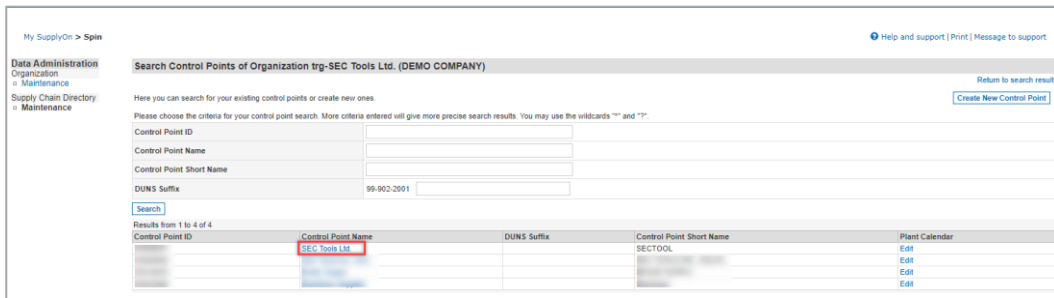 My SupplyOn > Spin
Help and support | Print | Message to support
Data Administration
Organization
Maintenance
Supply Chain Directory
Maintenance
Search Control Points of Organization trg-SEC Tools Ltd. (DEMO COMPANY)
Return to search result
Here you can search for your existing control points or create new ones.
Create New Control Point
Please choose the criteria for your control point search. More criteria entered will give more precise search results. You may use the wildcards "*" and "?".
Control Point ID
Control Point Name
Control Point Short Name
DUNS Suffix 99-902-2001
Search
Results from 1 to 4 of 4
Control Point ID Control Point Name DUNS Suffix Control Point Short Name Plant Calendar
SEC Tools Ltd. SECTOOL Edit
Edit
Edit
Edit